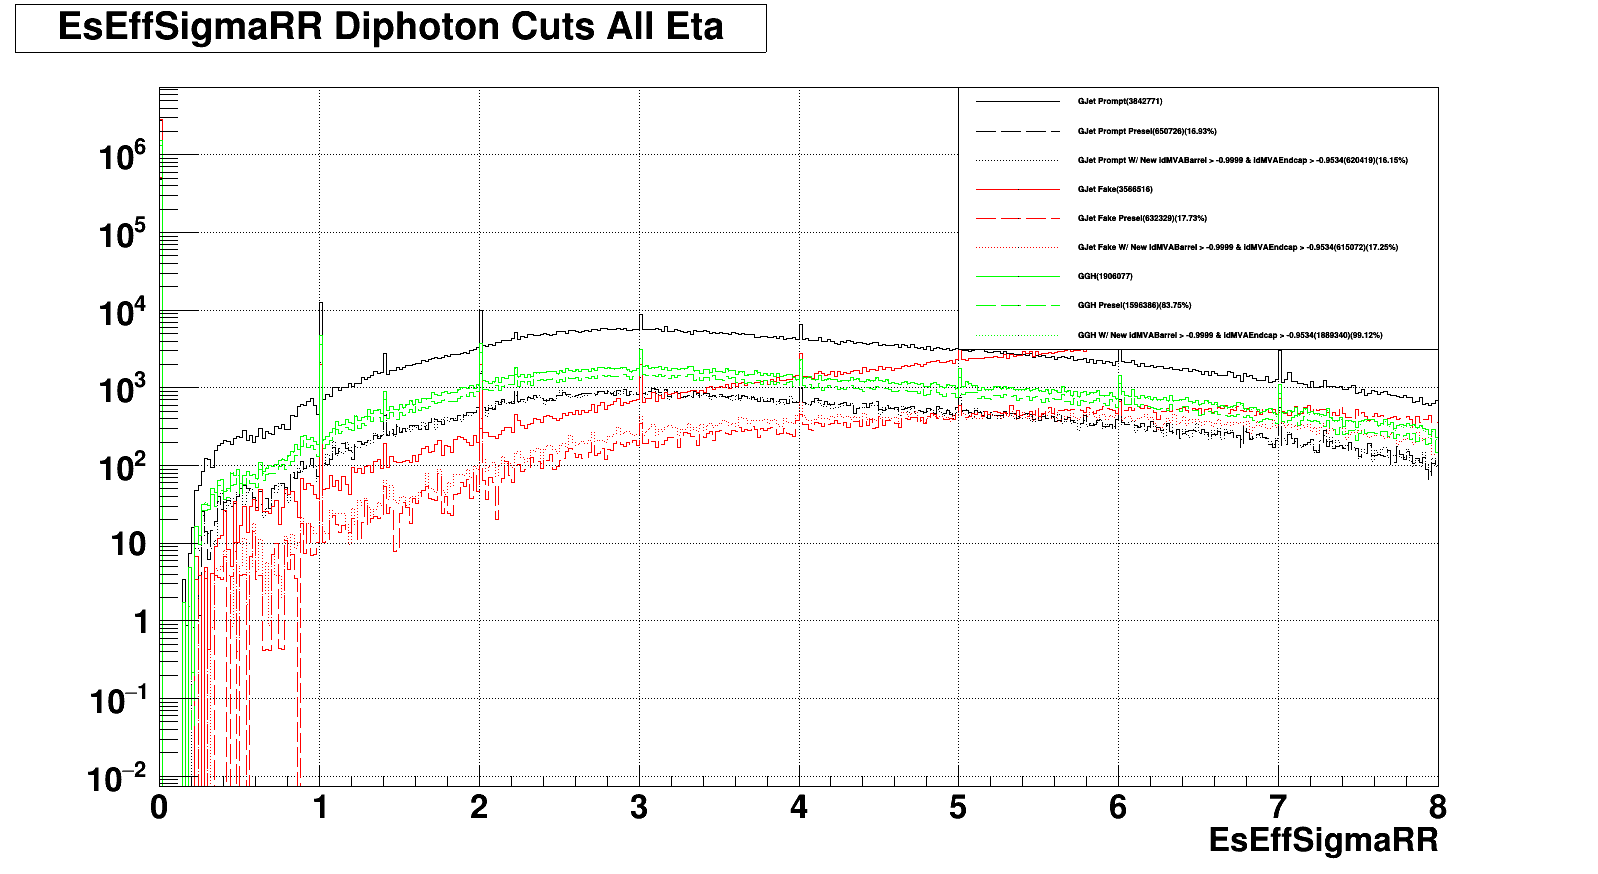 EsEffSigmaRR Diphoton Cuts All Eta
GJet Prompt(3842771)
GJet Prompt Presel(650726)(16.93%)
GJet Prompt W/ New idMVABarrel > -0.9999 & idMVAEndcap > -0.9534(620419)(16.15%)
GJet Fake(3566516)
GJet Fake Presel(632329)(17.73%)
GJet Fake W/ New idMVABarrel > -0.9999 & idMVAEndcap > -0.9534(615072)(17.25%)
GGH(1906077)
GGH Presel(1596386)(83.75%)
GGH W/ New idMVABarrel > -0.9999 & idMVAEndcap > -0.9534(1889340)(99.12%)
10^6
10^5
10^4
10^3
10^2
10
1
10^−1
10^−2
0 1 2 3 4 5 6 7 8
EsEffSigmaRR